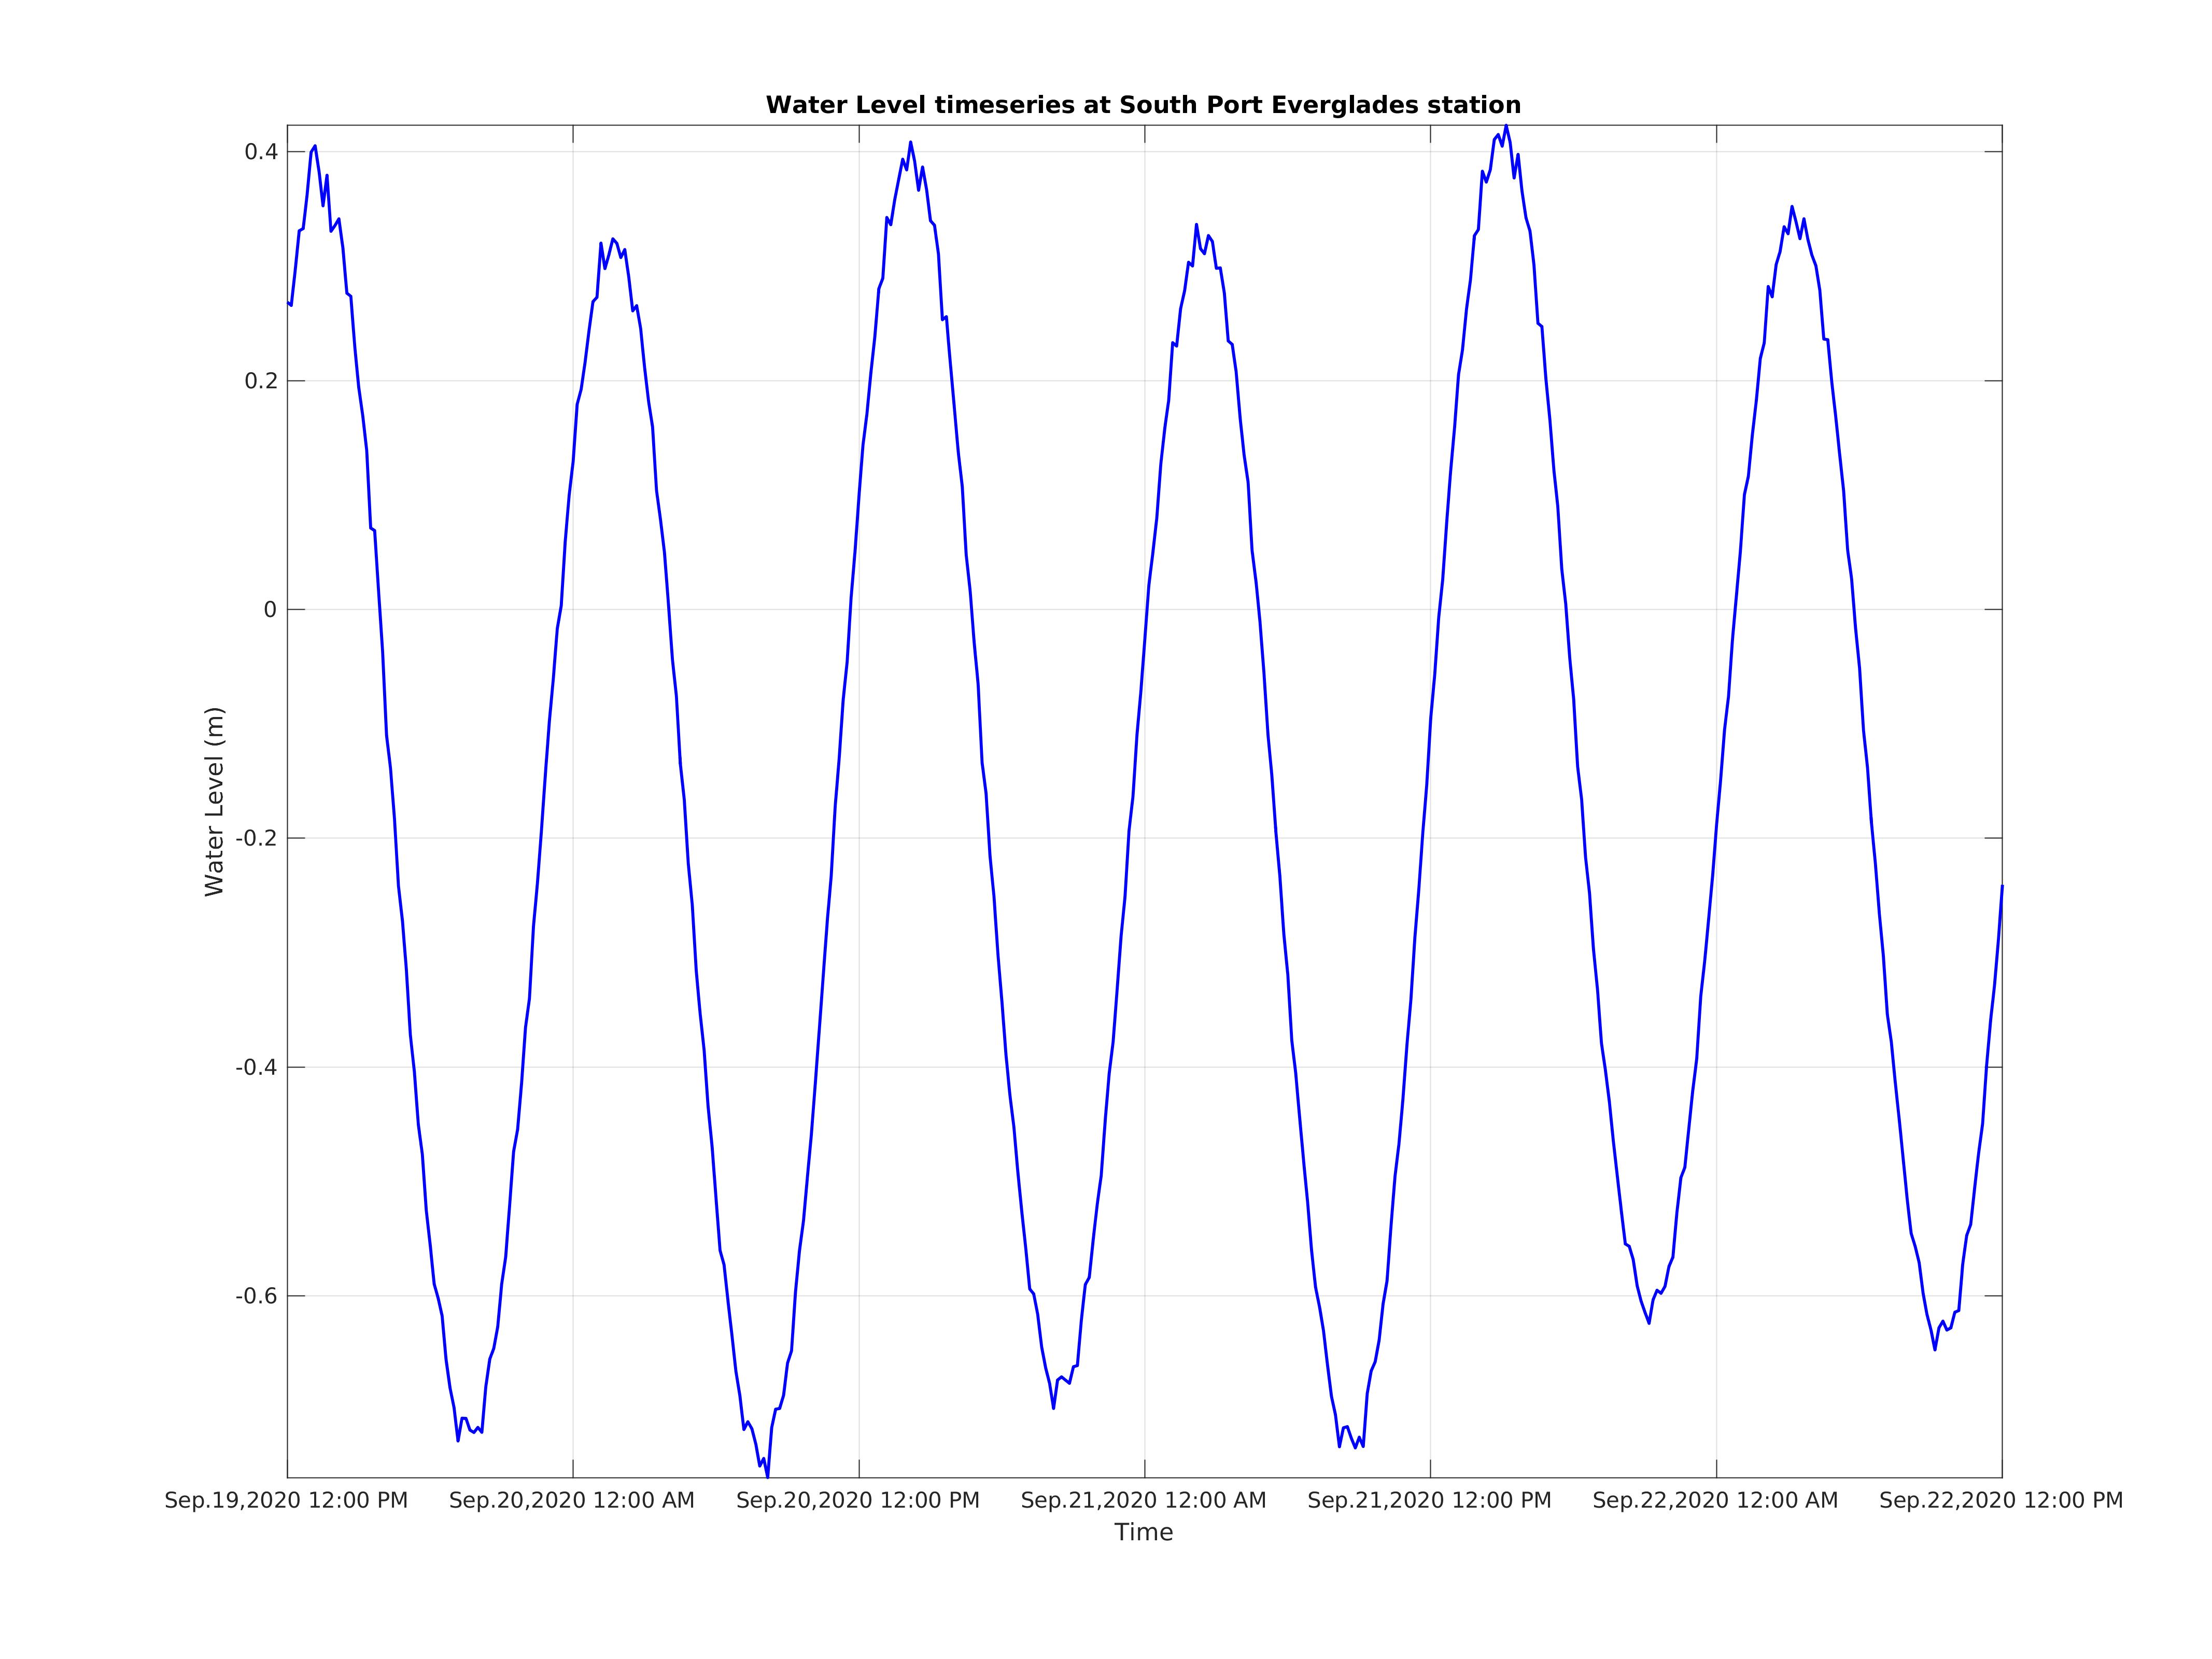 Water Level timeseries at South Port Everglades station
0.4
0.2
0
-0.2
-0.4
-0.6
Water Level (m)
Sep.19,2020 12:00 PM
Sep.20,2020 12:00 AM
Sep.20,2020 12:00 PM
Sep.21,2020 12:00 AM
Sep.21,2020 12:00 PM
Sep.22,2020 12:00 AM
Sep.22,2020 12:00 PM
Time